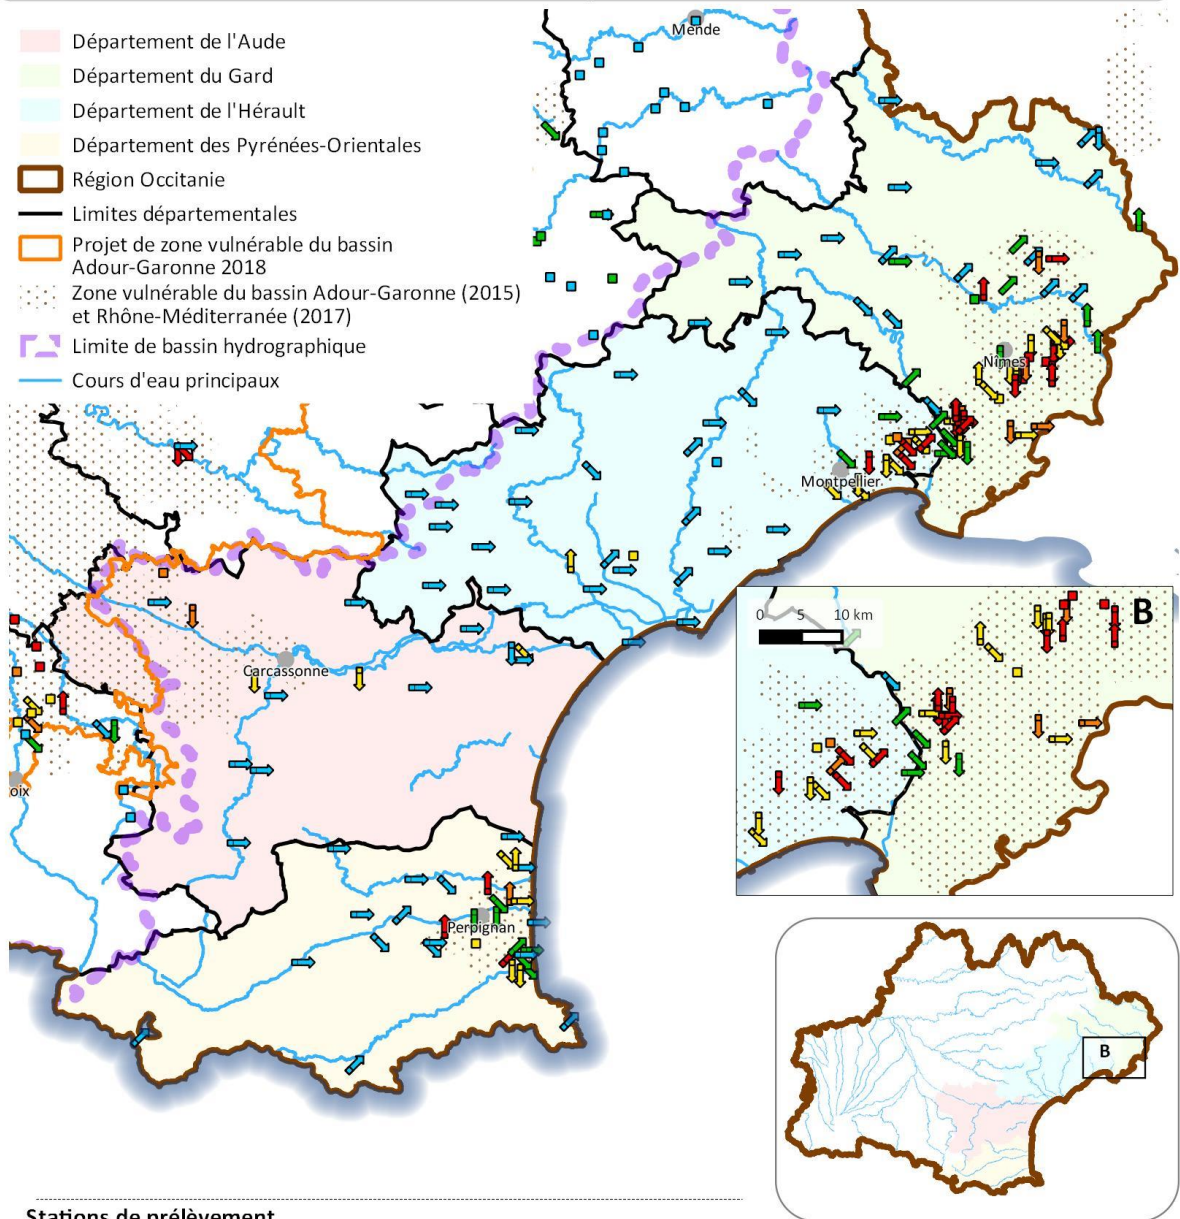 Département de l'Aude
Département du Gard
Département de l'Hérault
Département des Pyrénées-Orientales
Région Occitanie
Limites départementales
Projet de zone vulnérable du bassin
Adour-Garonne 2018
Zone vulnérable du bassin Adour-Garonne (2015)
et Rhône-Méditerranée (2017)
Limite de bassin hydrographique
Cours d'eau principaux
Mende
Nîmes
Montpellier
Carcassonne
oix
Perpignan
0 5 10 km
B
B
Stations de prélèvement